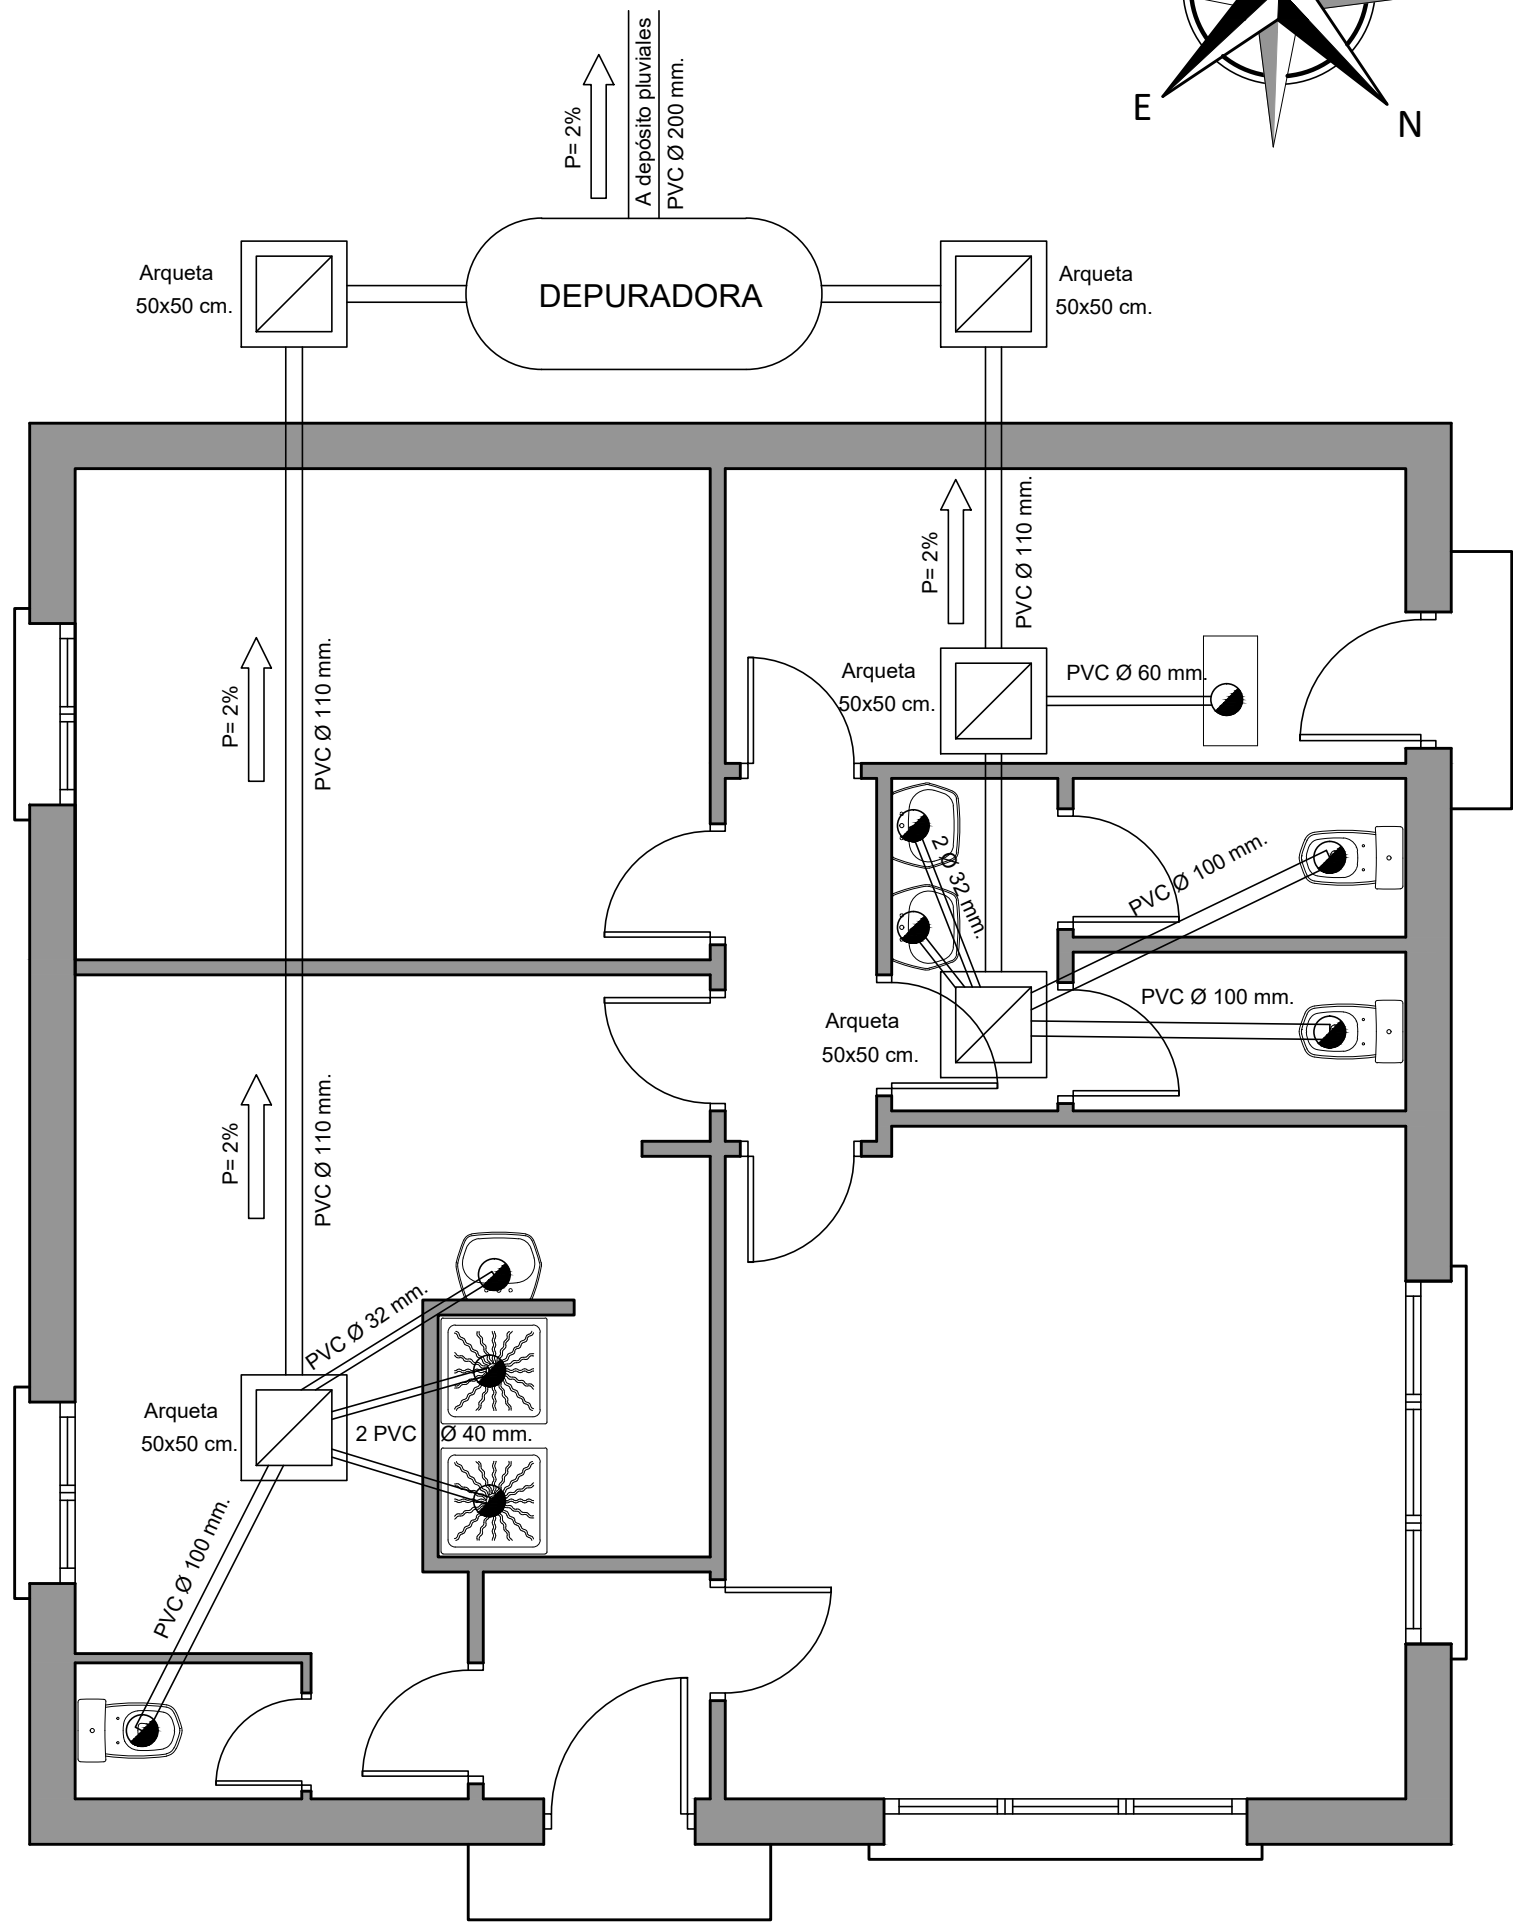 E
N
P= 2%
A depósito pluviales
PVC Ø 200 mm.
Arqueta
50x50 cm.
DEPURADORA
Arqueta
50x50 cm.
P= 2%
PVC Ø 110 mm.
P= 2%
PVC Ø 110 mm.
Arqueta
50x50 cm.
PVC Ø 60 mm.
2 Ø 32 mm.
PVC Ø 100 mm.
PVC Ø 100 mm.
Arqueta
50x50 cm.
P= 2%
PVC Ø 110 mm.
PVC Ø 32 mm.
Arqueta
50x50 cm.
2 PVC Ø 40 mm.
PVC Ø 100 mm.